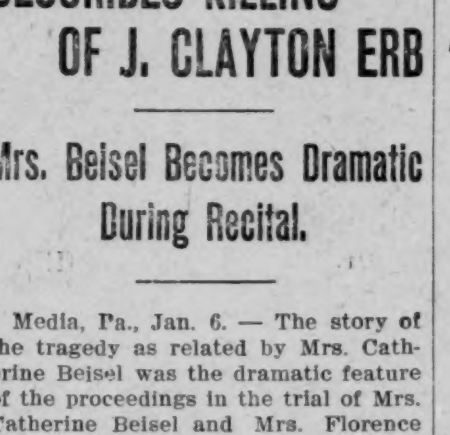 OF J. CLAYTON ERB
Mrs. Beisel Becomes Dramatic
During Recital.
Media, Pa., Jan. 6. — The story of
the tragedy as related by Mrs. Cath-
erine Beisel was the dramatic feature
of the proceedings in the trial of Mrs.
Catherine Beisel and Mrs. Florence